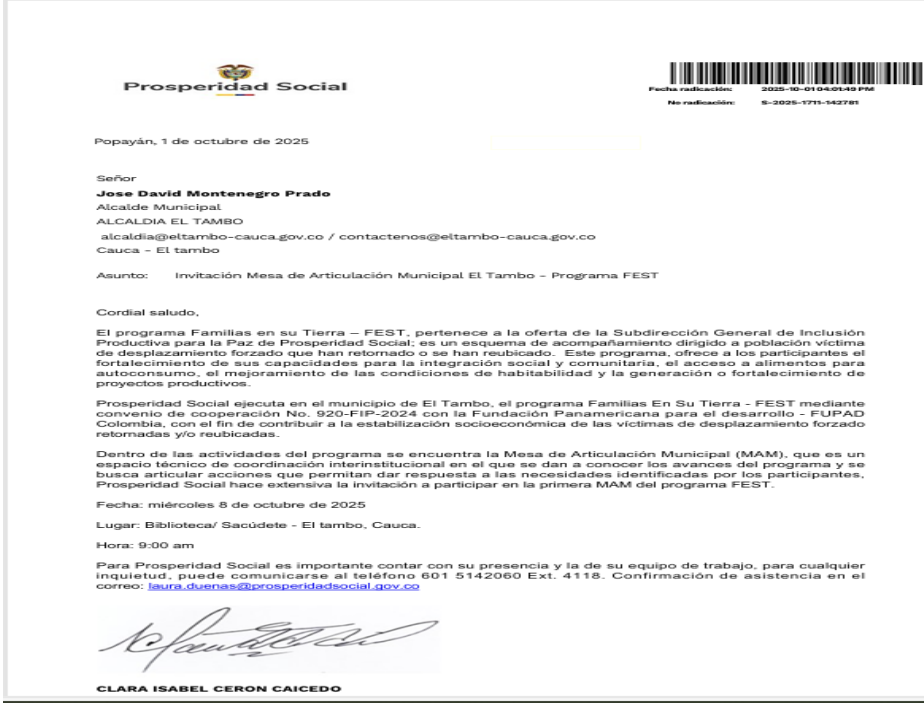 Prosperidad Social
Fecha radicación: 2025-10-01 04:01:49 PM
No radicación: S-2025-1711-142781
Popayán, 1 de octubre de 2025
Señor
Jose David Montenegro Prado
Alcalde Municipal
ALCALDIA EL TAMBO
alcaldia@eltambo-cauca.gov.co / contactenos@eltambo-cauca.gov.co
Cauca – El tambo
Asunto: Invitación Mesa de Articulación Municipal El Tambo - Programa FEST
Cordial saludo,
El programa Familias en su Tierra – FEST, pertenece a la oferta de la Subdirección General de Inclusión
Productiva para la Paz de Prosperidad Social; es un esquema de acompañamiento dirigido a población víctima
de desplazamiento forzado que han retornado o se han reubicado. Este programa, ofrece a los participantes el
fortalecimiento de sus capacidades para la integración social y comunitaria, el acceso a alimentos para
autoconsumo, el mejoramiento de las condiciones de habitabilidad y la generación o fortalecimiento de
proyectos productivos.
Prosperidad Social ejecuta en el municipio de El Tambo, el programa Familias En Su Tierra - FEST mediante
convenio de cooperación No. 920-FIP-2024 con la Fundación Panamericana para el desarrollo - FUPAD
Colombia, con el fin de contribuir a la estabilización socioeconómica de las víctimas de desplazamiento forzado
retornadas y/o reubicadas.
Dentro de las actividades del programa se encuentra la Mesa de Articulación Municipal (MAM), que es un
espacio técnico de coordinación interinstitucional en el que se dan a conocer los avances del programa y se
busca articular acciones que permitan dar respuesta a las necesidades identificadas por los participantes,
Prosperidad Social hace extensiva la invitación a participar en la primera MAM del programa FEST.
Fecha: miércoles 8 de octubre de 2025
Lugar: Biblioteca/ Sacúdete - El tambo, Cauca.
Hora: 9:00 am
Para Prosperidad Social es importante contar con su presencia y la de su equipo de trabajo, para cualquier
inquietud, puede comunicarse al teléfono 601 5142060 Ext. 4118. Confirmación de asistencia en el
correo: laura.duenas@prosperidadsocial.gov.co
CLARA ISABEL CERON CAICEDO